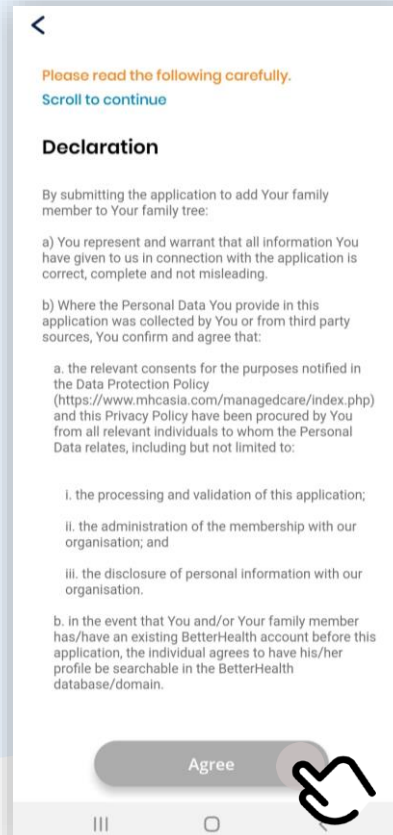 Please read the following carefully.
Scroll to continue
Declaration
By submitting the application to add Your family
member to Your family tree:
a) You represent and warrant that all information You
have given to us in connection with the application is
correct, complete and not misleading.
b) Where the Personal Data You provide in this
application was collected by You or from third party
sources, You confirm and agree that:
a. the relevant consents for the purposes notified in
the Data Protection Policy
(https://www.mhcasia.com/managedcare/index.php)
and this Privacy Policy have been procured by You
from all relevant individuals to whom the Personal
Data relates, including but not limited to:
i. the processing and validation of this application;
ii. the administration of the membership with our
organisation; and
iii. the disclosure of personal information with our
organisation.
b. in the event that You and/or Your family member
has/have an existing BetterHealth account before this
application, the individual agrees to have his/her
profile be searchable in the BetterHealth
database/domain.
Agree